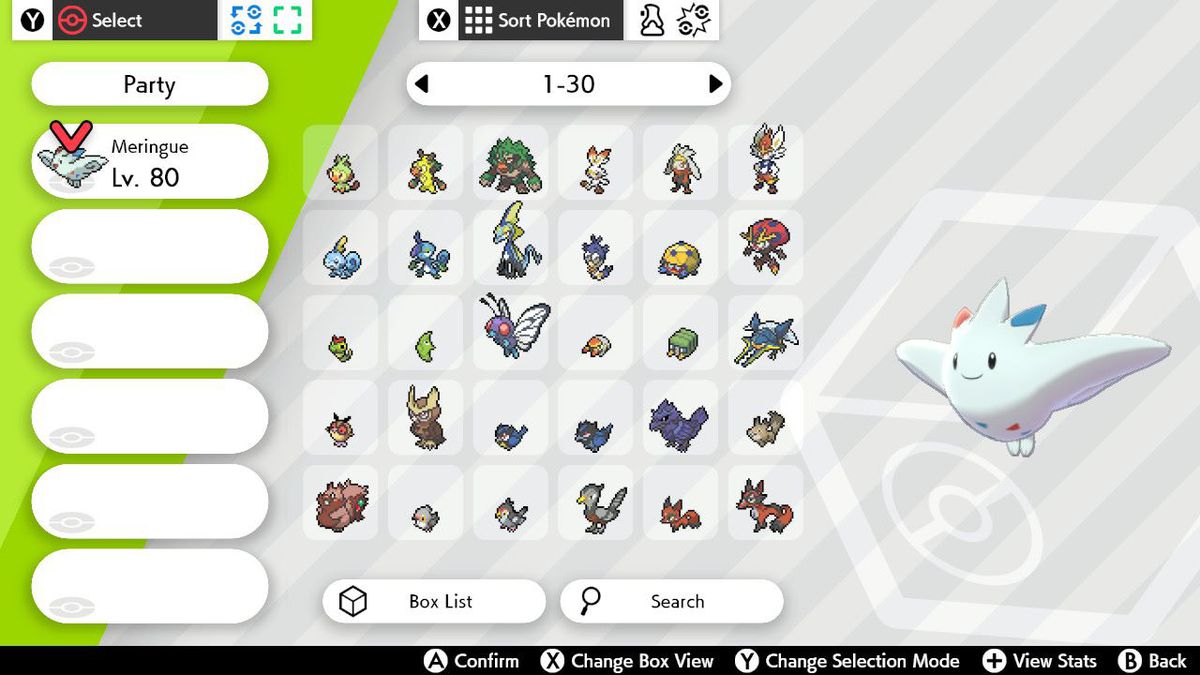 Y Select
X Sort Pokémon
Party
1-30
Meringue
Lv. 80
Box List
Search
A Confirm X Change Box View Y Change Selection Mode + View Stats B Back